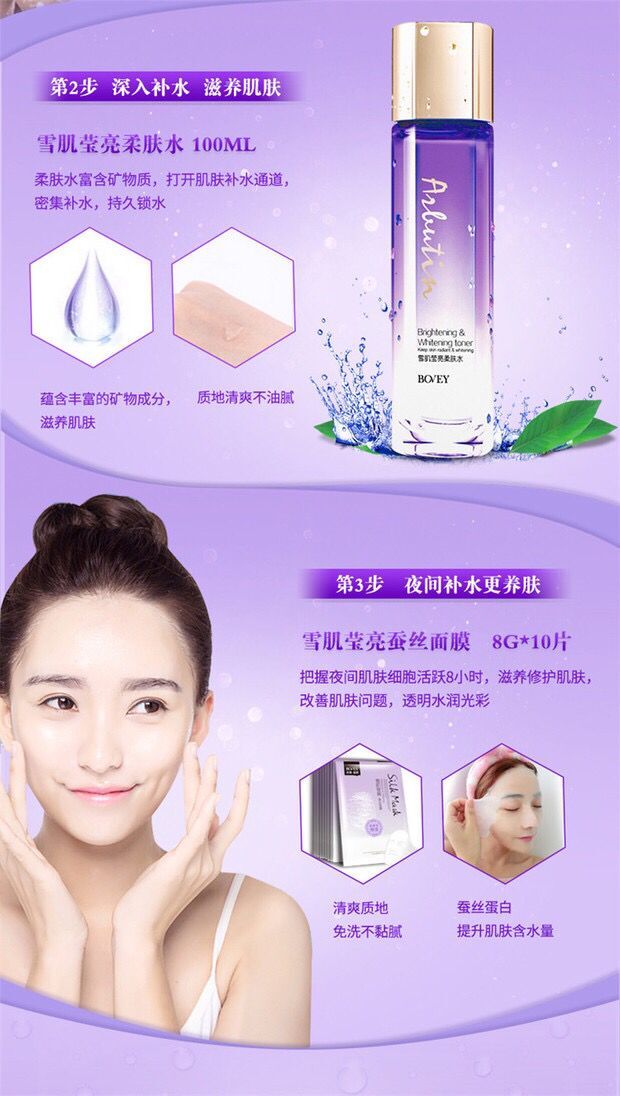 第2步 深入补水 滋养肌肤
雪肌莹亮柔肤水 100ML
柔肤水富含矿物质，打开肌肤补水通道，
密集补水，持久锁水
蕴含丰富的矿物成分，
滋养肌肤
质地清爽不油腻
Arbutin
Brightening &
Whitening toner
Keep skin radiant & whitening
雪肌莹亮柔肤水
BOVEY
第3步 夜间补水更养肤
雪肌莹亮蚕丝面膜 8G*10片
把握夜间肌肤细胞活跃8小时，滋养修护肌肤，
改善肌肤问题，透明水润光彩
BOVEY
Silk Mask
清爽质地
免洗不黏腻
蚕丝蛋白
提升肌肤含水量